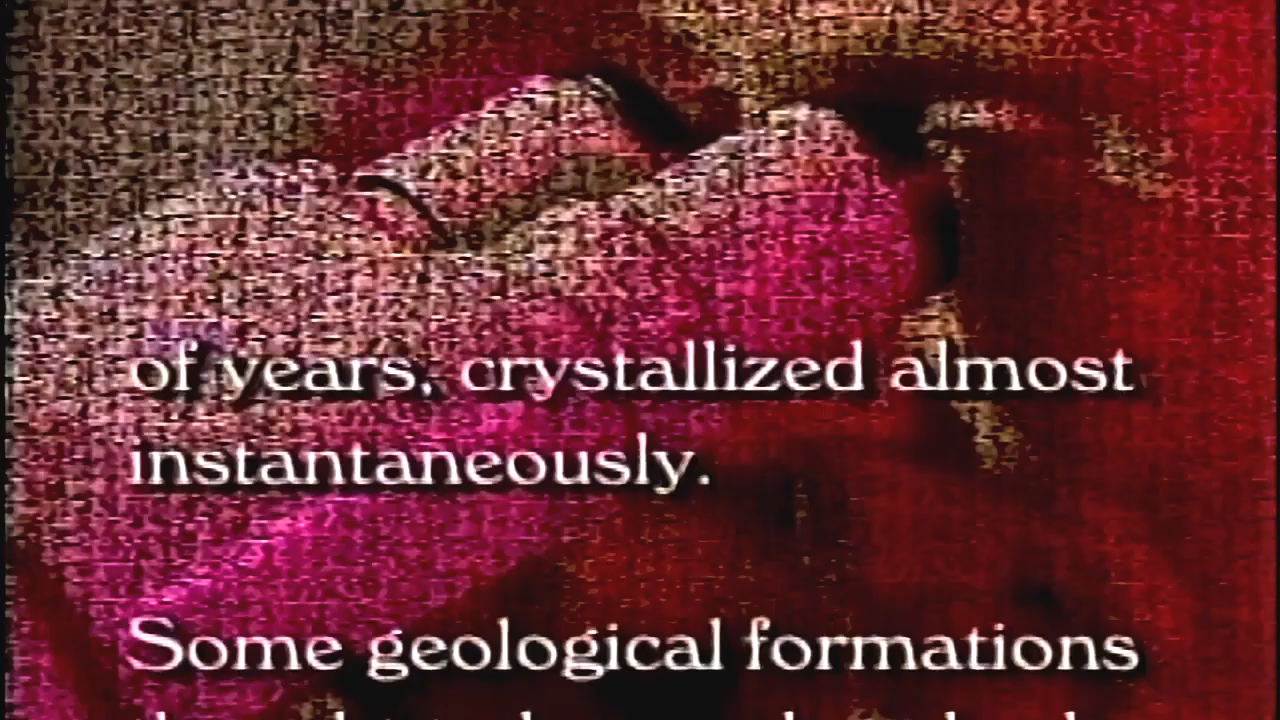 of years, crystallized almost
instantaneously.
Some geological formations